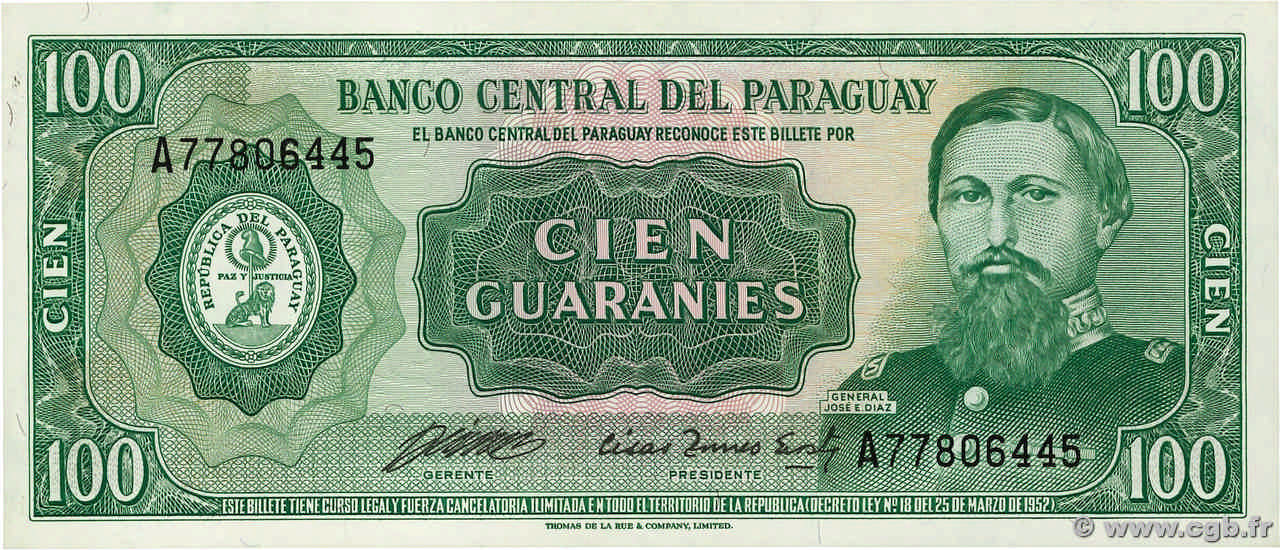 100
100
BANCO CENTRAL DEL PARAGUAY
EL BANCO CENTRAL DEL PARAGUAY RECONOCE ESTE BILLETE POR
A77806445
REPÚBLICA DEL PARAGUAY
PAZ Y JUSTICIA
CIEN
CIEN
GUARANIES
CIEN
GENERAL
JOSE E. DIAZ
A77806445
GERENTE
PRESIDENTE
100
100
ESTE BILLETE TIENE CURSO LEGAL Y FUERZA CANCELATORIA ILIMITADA EN TODO EL TERRITORIO DE LA REPUBLICA (DECRETO LEY Nº 18 DEL 25 DE MARZO DE 1952)
THOMAS DE LA RUE & COMPANY, LIMITED.
© www.cgb.fr